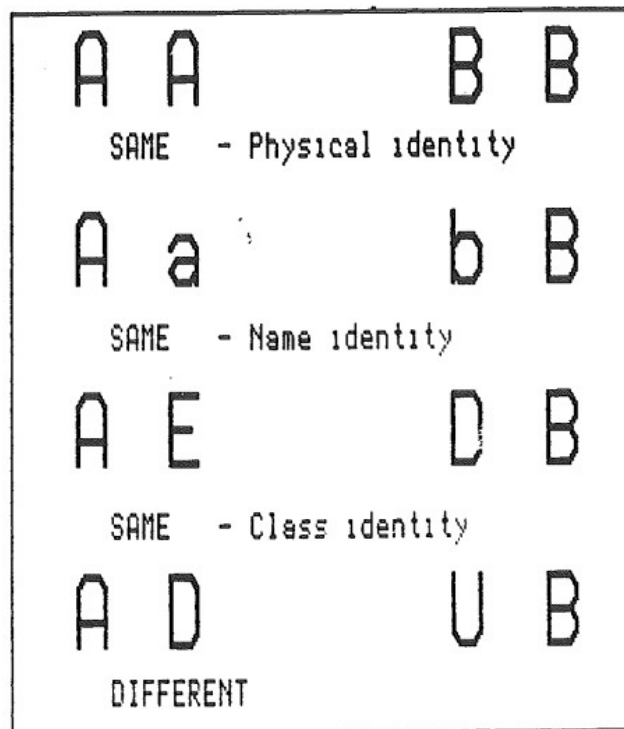 A A B B
SAME - Physical identity
A a b B
SAME - Name identity
A E D B
SAME - Class identity
A D U B
DIFFERENT